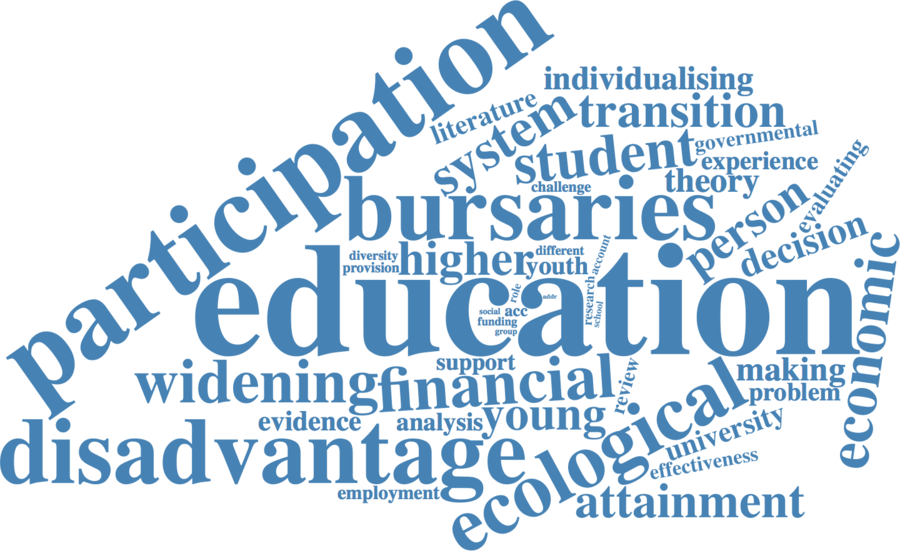 participation
individualising
literature
system
transition
governmental
student
experience
theory
challenge
evaluating
bursaries
person
decision
diversity
provision
higher
different
youth
account
education
role
addr
research
school
social
acc
funding
group
economic
support
widening
financial
review
making
problem
evidence
analysis
young
ecological
university
disadvantage
effectiveness
employment
attainment